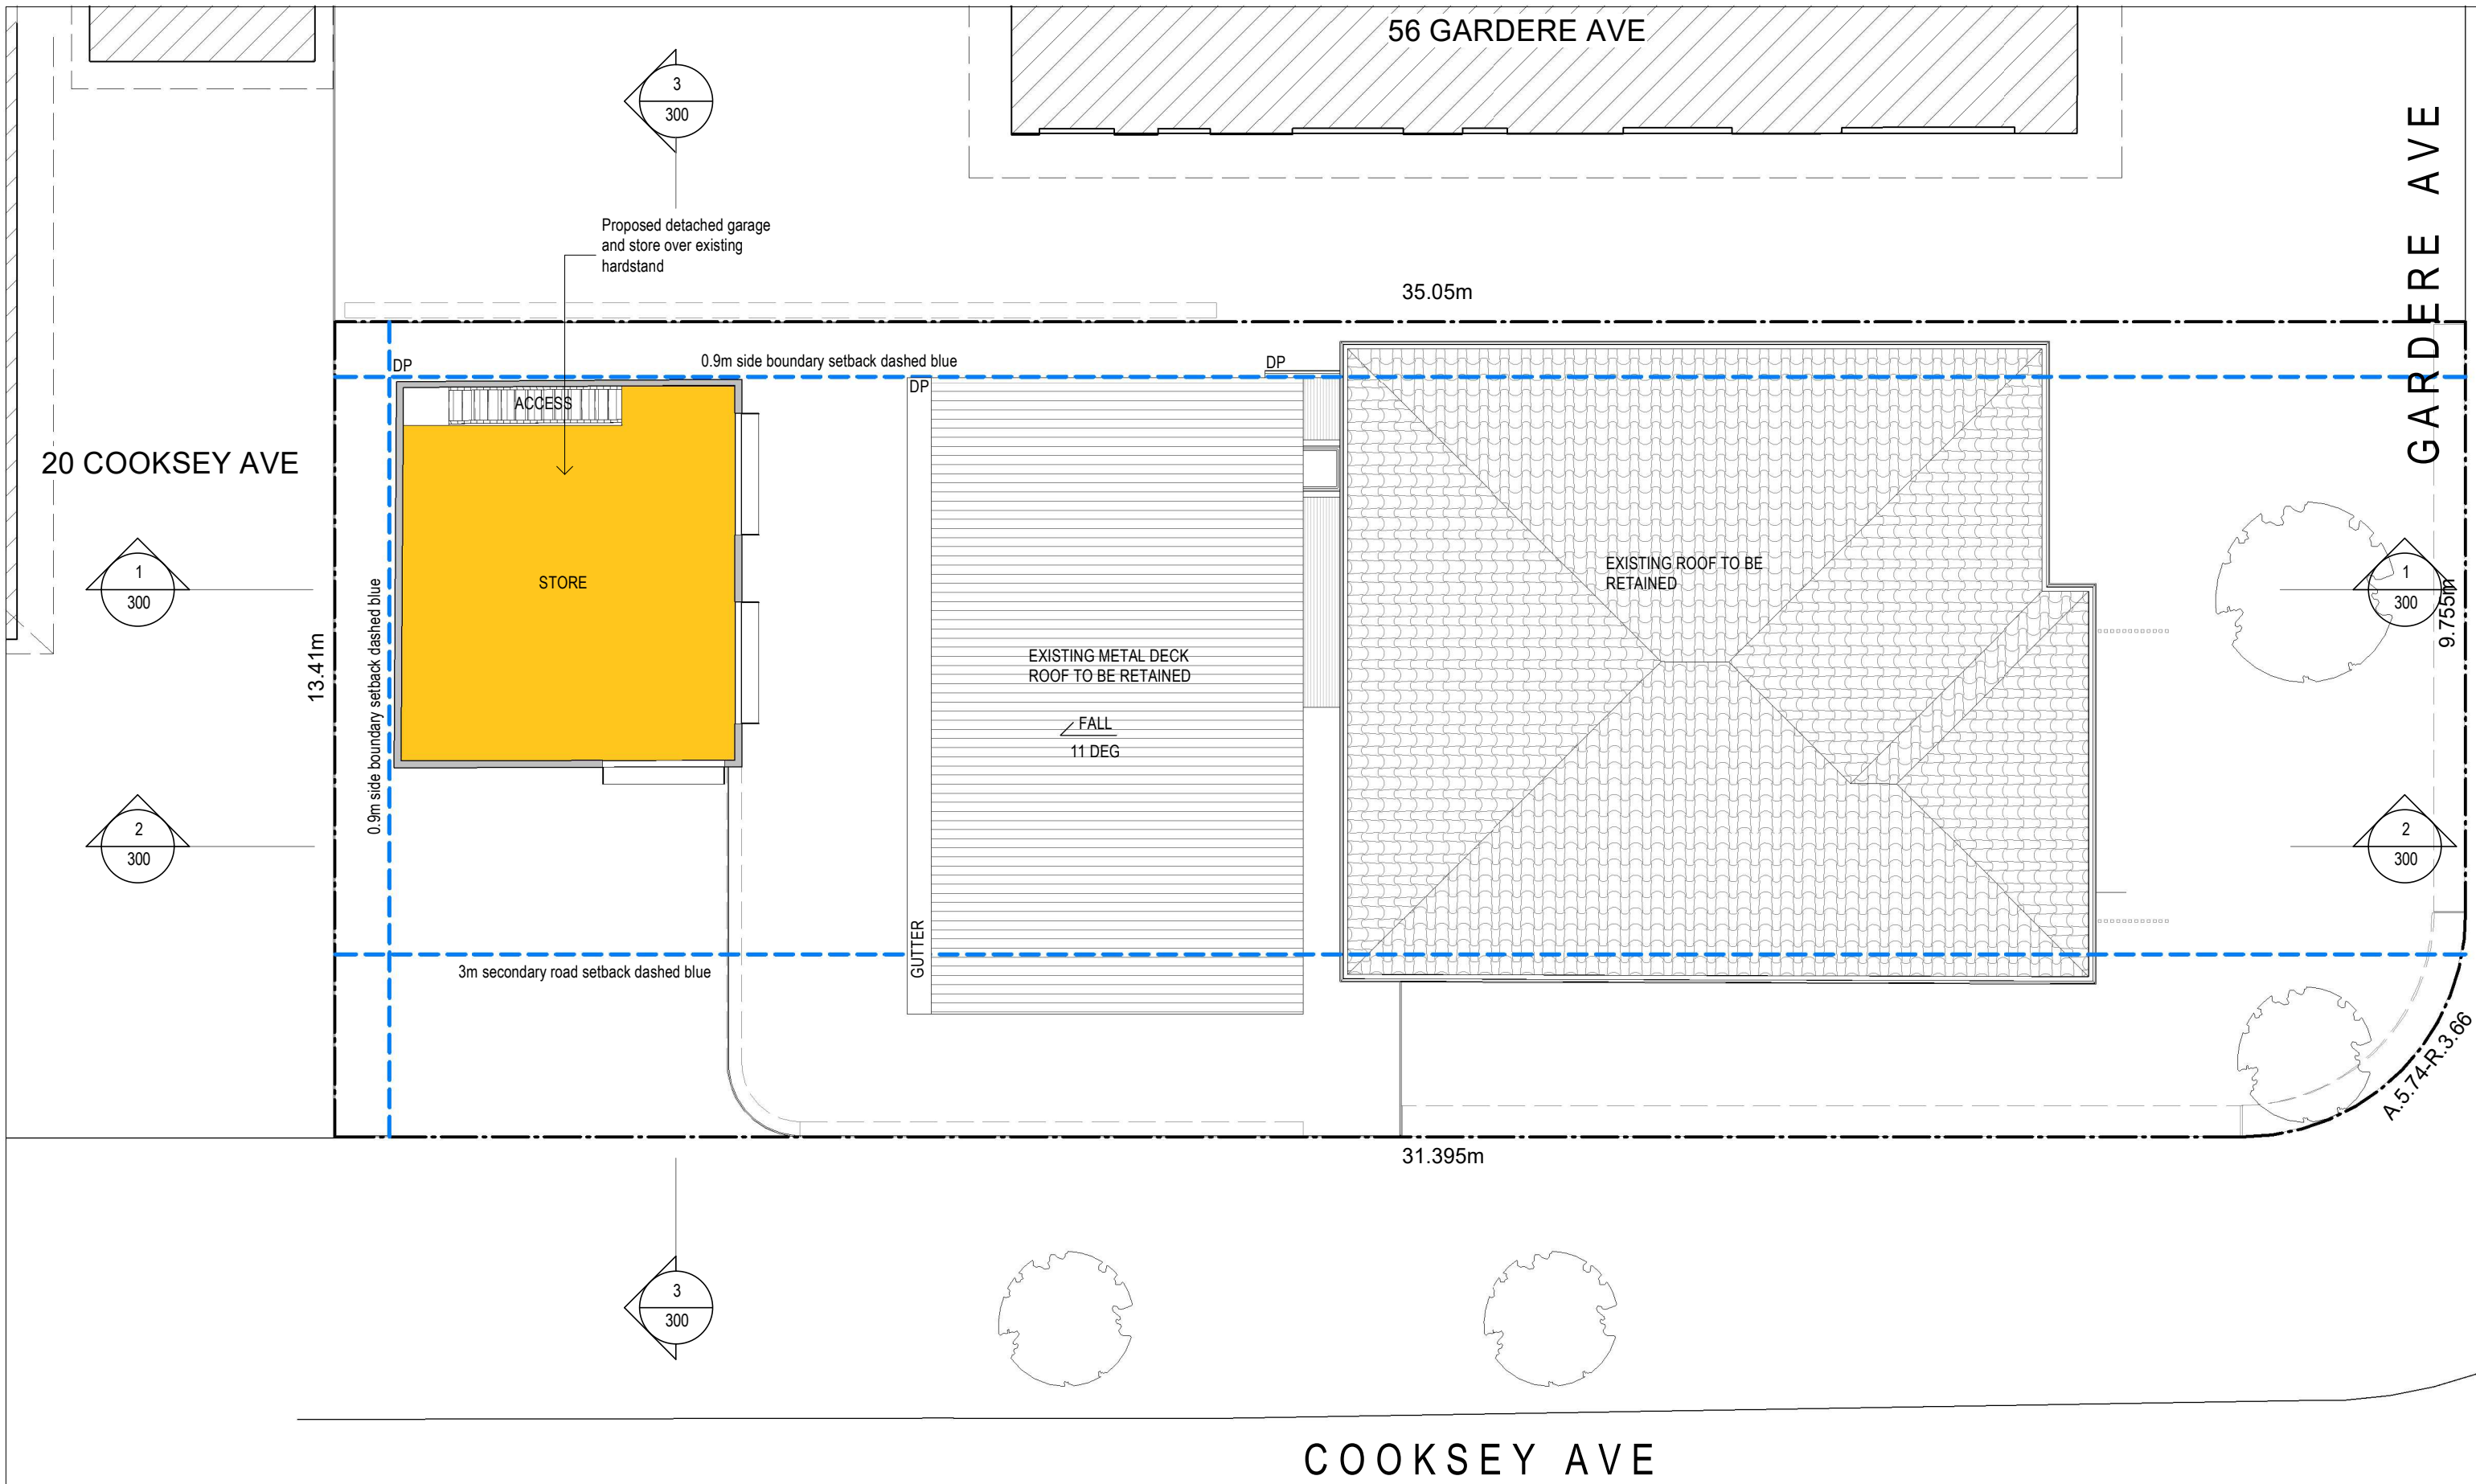 56 GARDERE AVE
GARDERE AVE
3
300
Proposed detached garage
and store over existing
hardstand
35.05m
DP
0.9m side boundary setback dashed blue
DP
DP
ACCESS
20 COOKSEY AVE
1
300
STORE
EXISTING ROOF TO BE
RETAINED
1
300
9.755m
13.41m
0.9m side boundary setback dashed blue
EXISTING METAL DECK
ROOF TO BE RETAINED
FALL
11 DEG
2
300
2
300
GUTTER
3m secondary road setback dashed blue
A.5.74-R.3.66
31.395m
3
300
COOKSEY AVE